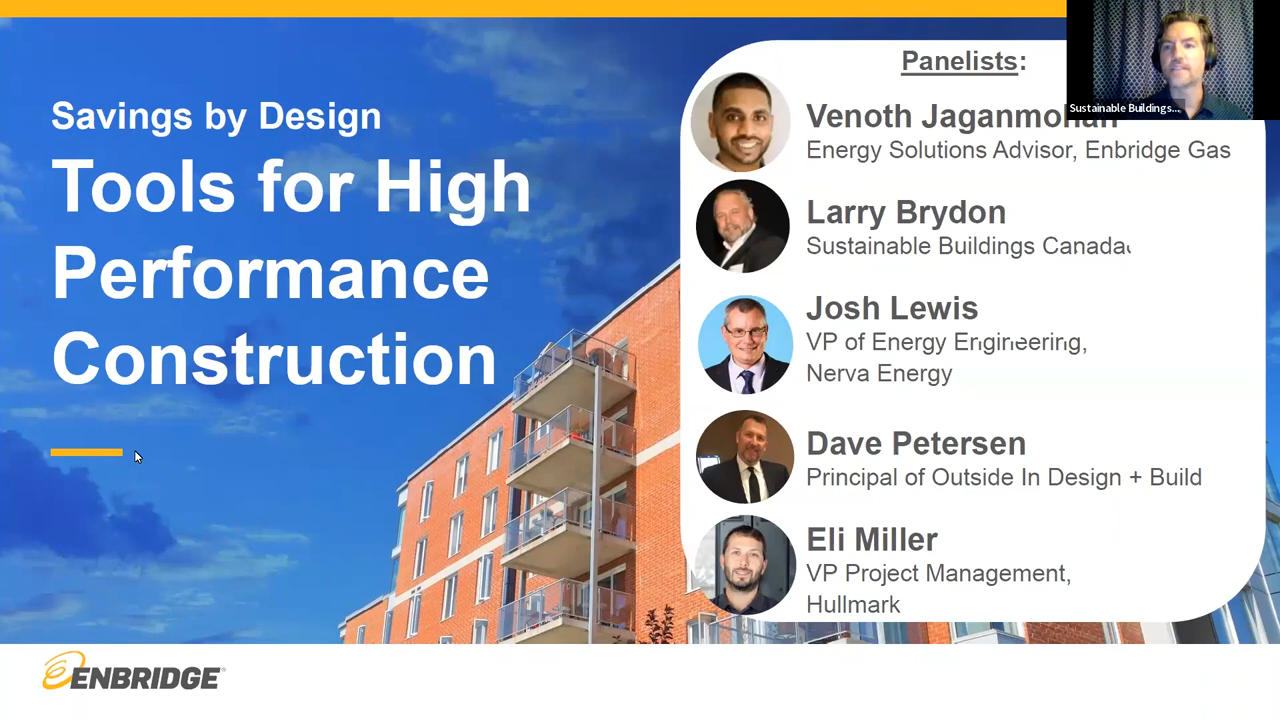 Savings by Design
Tools for High
Performance
Construction
Panelists:
Venoth
Energy Solutions Advisor, Enbridge Gas
Larry Brydon
Sustainable Buildings Canada
Josh Lewis
VP of Energy Engineering,
Nerva Energy
Dave Petersen
Principal of Outside In Design + Build
Eli Miller
VP Project Management,
Hullmark
Sustainable Buildings...
ENBRIDGE